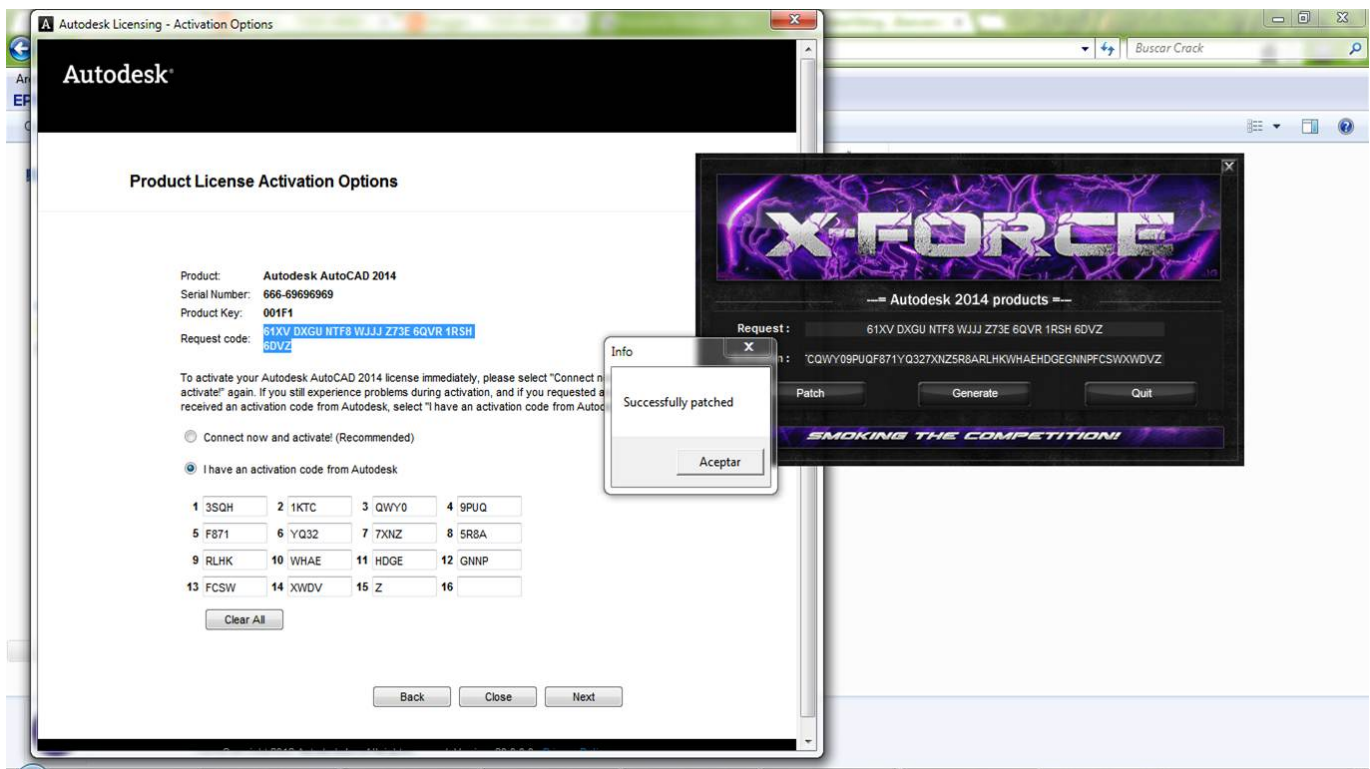 Autodesk Licensing - Activation Options
Buscar Crack
Autodesk
Product License Activation Options
Product: Autodesk AutoCAD 2014
Serial Number: 666-69696969
Product Key: 001F1
Request code: 61XV DXGU NTF8 WJJJ Z73E 6QVR 1RSH
6DVZ
To activate your Autodesk AutoCAD 2014 license immediately, please select "Connect
activate!" again. If you still experience problems during activation, and if you requested
received an activation code from Autodesk, select "I have an activation code from
Connect now and activate! (Recommended)
I have an activation code from Autodesk
1 3SQH 2 1KTC 3 QWY0 4 9PUQ
5 F871 6 YQ32 7 7XNZ 8 5R8A
9 RLHK 10 WHAE 11 HDGE 12 GNNP
13 FCSW 14 XWDV 15 Z 16
Clear All
Back Close Next
X-FORCE
---= Autodesk 2014 products =---
Request: 61XV DXGU NTF8 WJJJ Z73E 6QVR 1RSH 6DVZ
CQWY09PUQF871YQ327XNZ5R8ARLHKWHAEHDGEGNNPFCSWXWDVZ
Patch Generate Quit
SMOKING THE COMPETITION!
Info
Successfully patched
Aceptar